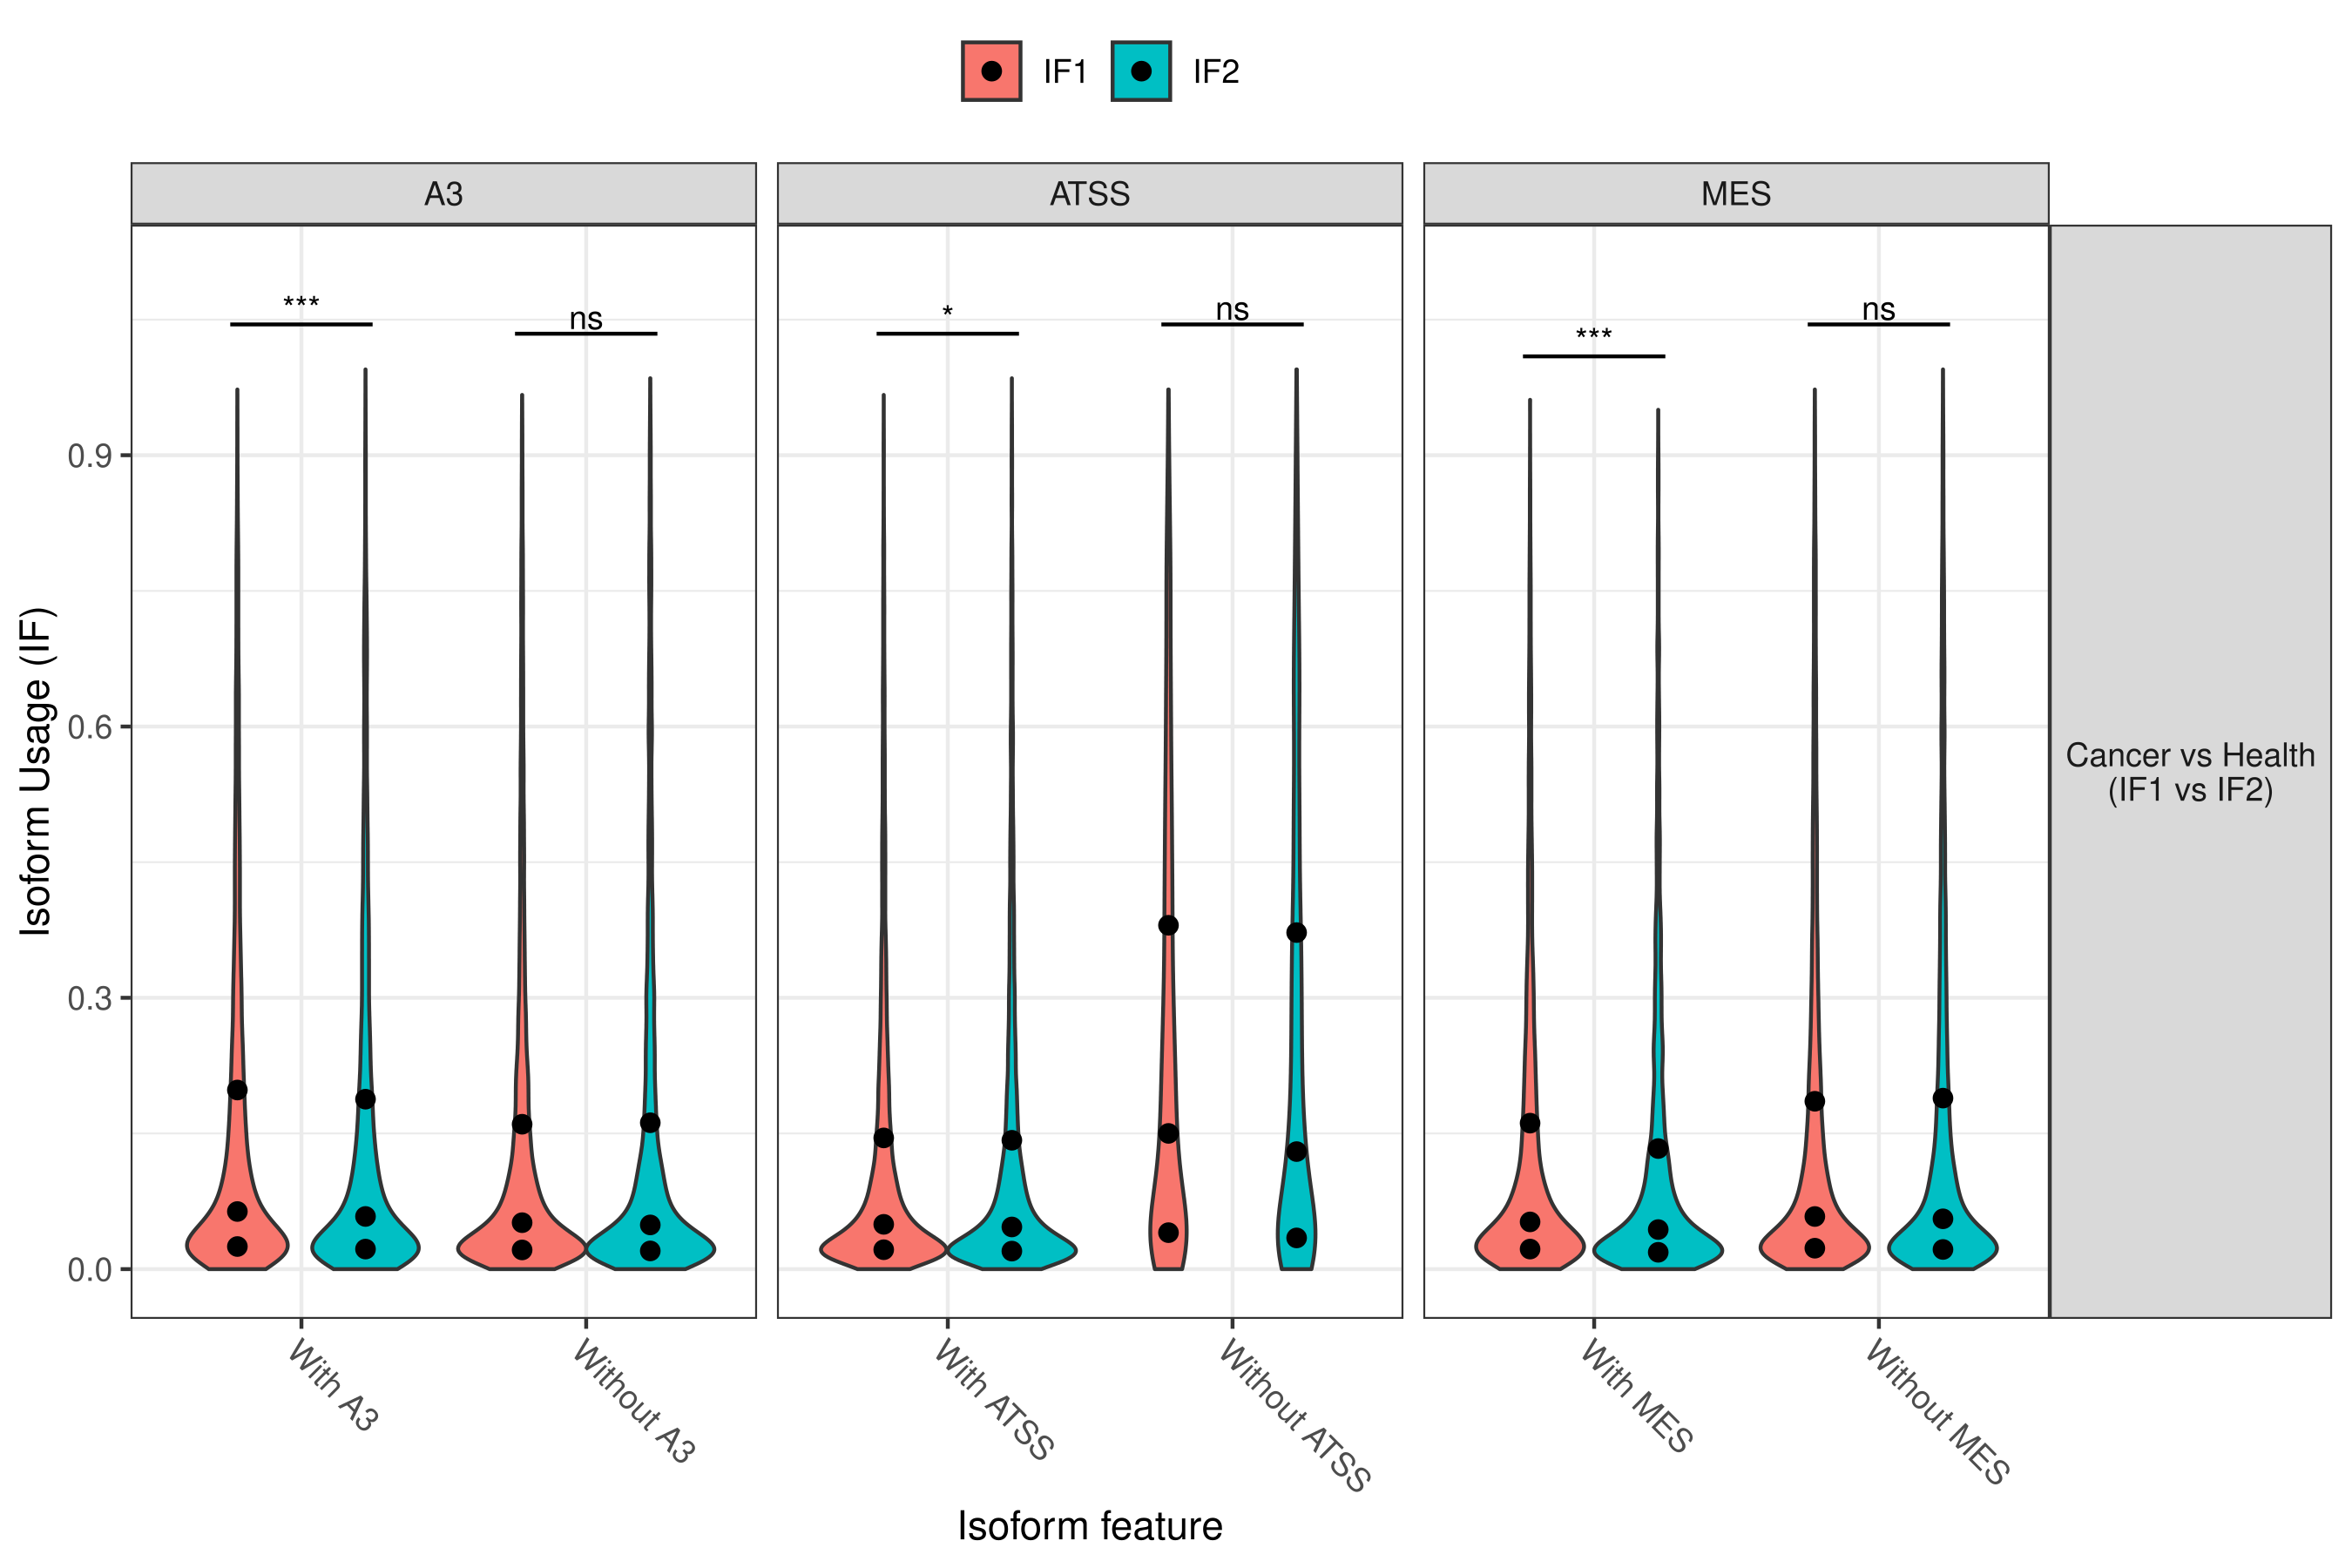 IF1 IF2
A3 ATSS MES
*** ns * ns *** ns
Isoform Usage (IF)
0.9
0.6
0.3
0.0
Cancer vs Health
(IF1 vs IF2)
With A3 Without A3 With ATSS Without ATSS With MES Without MES
Isoform feature